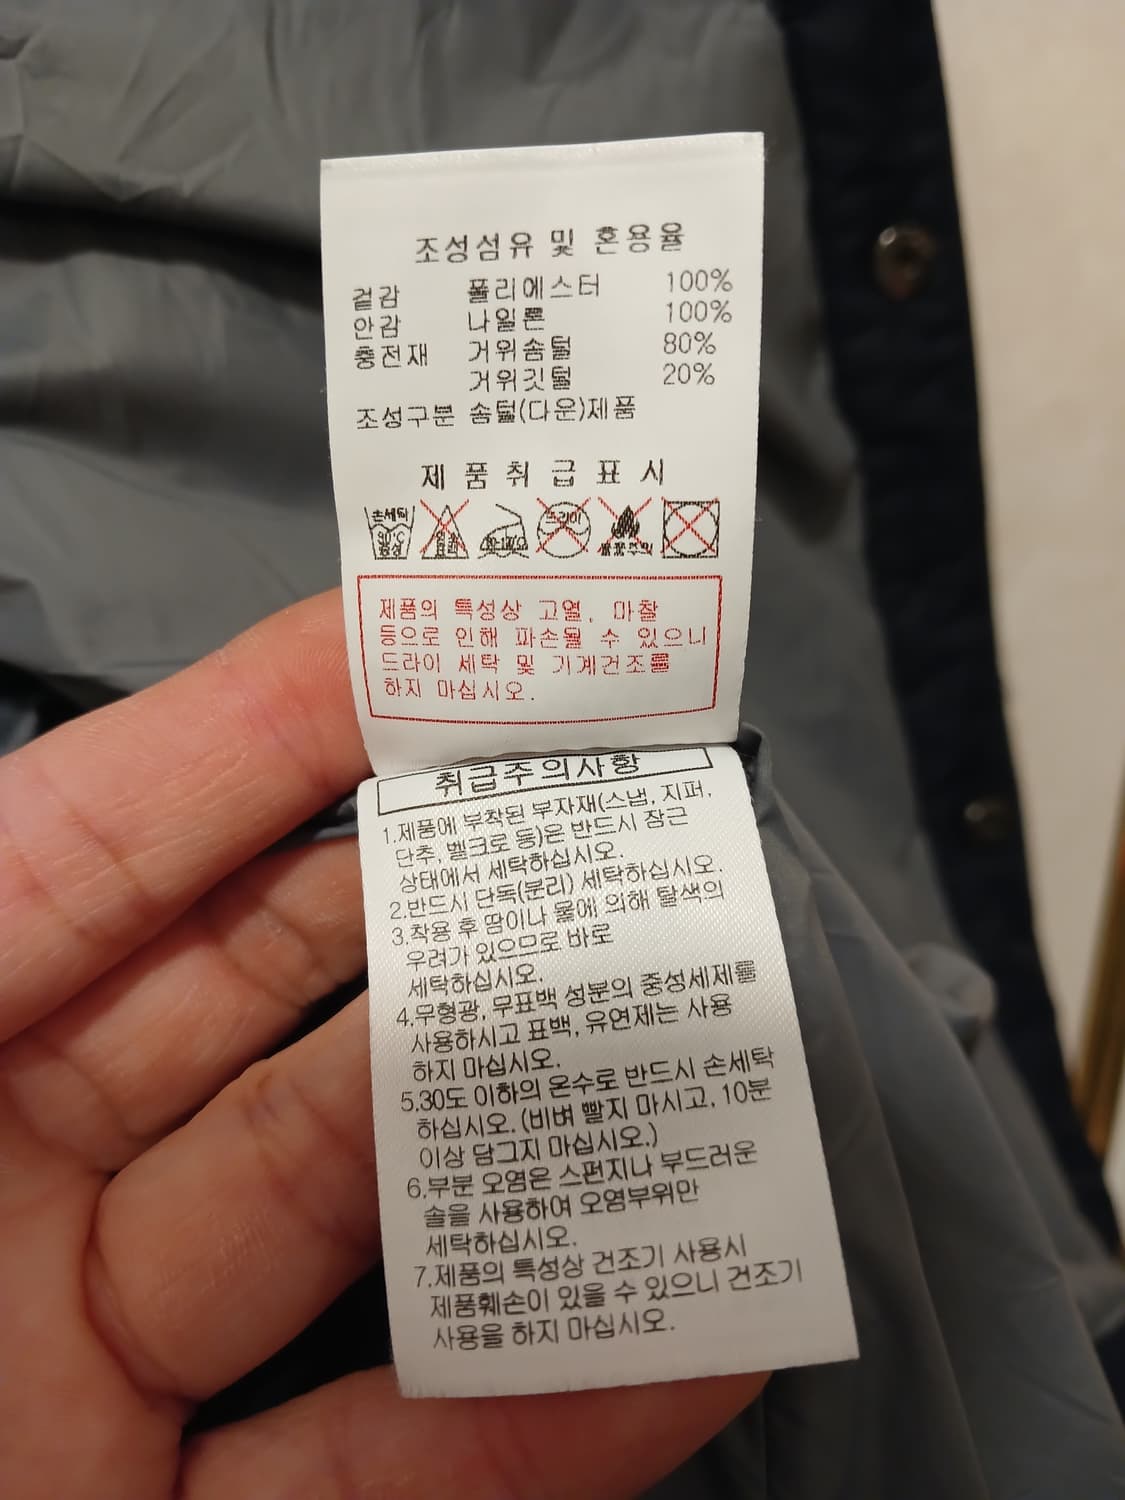 조성섬유 및 혼용율
겉감 폴리에스터 100%
안감 나일론 100%
충전재 거위솜털 80%
거위깃털 20%
조성구분 솜털(다운)제품
제품취급표시
손세탁 드라이
30℃
중성
제품의 특성상 고열, 마찰
등으로 인해 파손될 수 있으니
드라이 세탁 및 기계건조를
하지 마십시오.
취급주의사항
1.제품에 부착된 부자재(스냅, 지퍼,
단추, 벨크로 등)은 반드시 잠근
상태에서 세탁하십시오.
2.반드시 단독(분리) 세탁하십시오.
3.착용 후 땀이나 물에 의해 탈색의
우려가 있으므로 바로
세탁하십시오.
4.무형광, 무표백 성분의 중성세제를
사용하시고 표백, 유연제는 사용
하지 마십시오.
5.30도 이하의 온수로 반드시 손세탁
하십시오. (비벼 빨지 마시고, 10분
이상 담그지 마십시오.)
6.부분 오염은 스펀지나 부드러운
솔을 사용하여 오염부위만
세탁하십시오.
7.제품의 특성상 건조기 사용시
제품훼손이 있을 수 있으니 건조기
사용을 하지 마십시오.